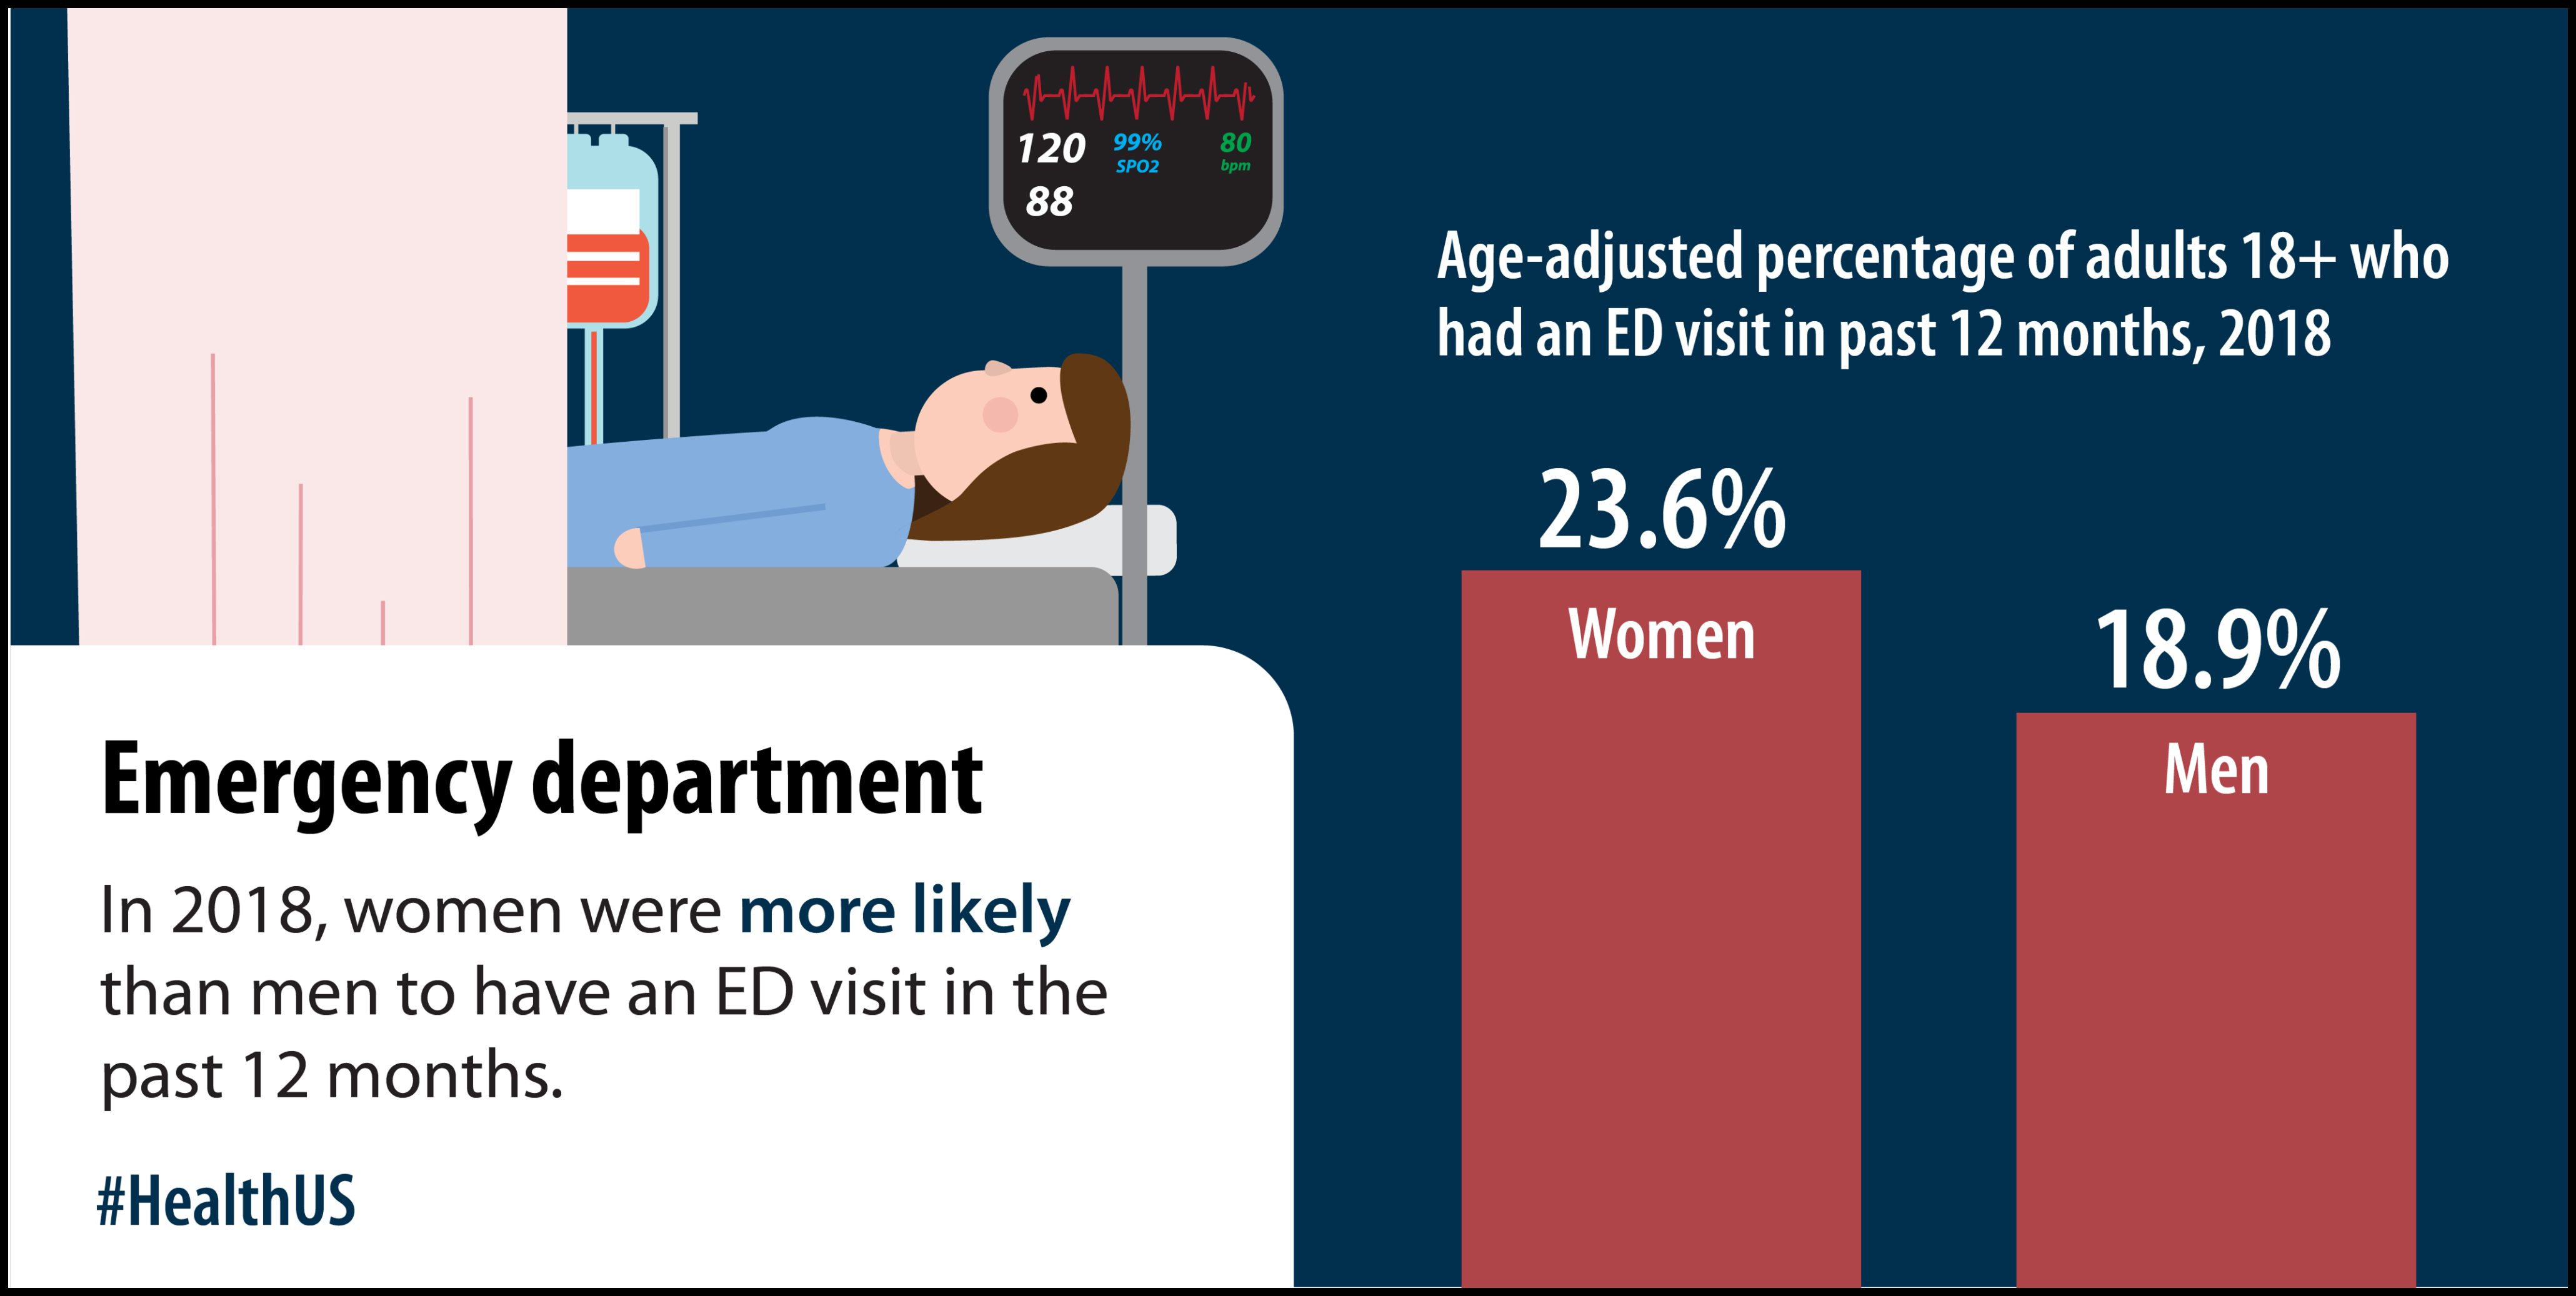 120 99% 80
SPO2 bpm
88
Age-adjusted percentage of adults 18+ who
had an ED visit in past 12 months, 2018
23.6%
Women
18.9%
Men
Emergency department
In 2018, women were more likely
than men to have an ED visit in the
past 12 months.
#HealthUS